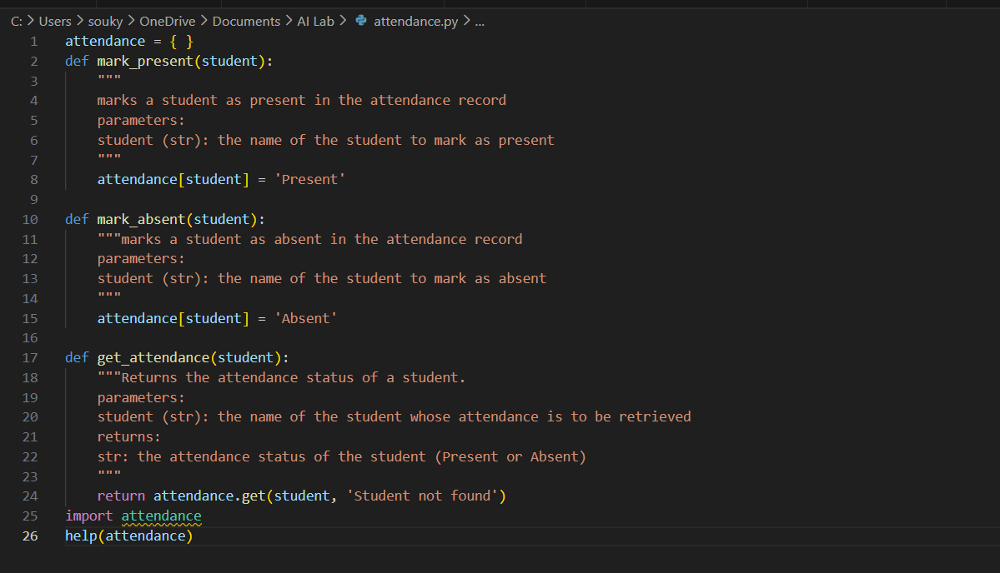 C: > Users > souky > OneDrive > Documents > AI Lab > attendance.py > ...
1 attendance = { }
2 def mark_present(student):
3     """
4     marks a student as present in the attendance record
5     parameters:
6     student (str): the name of the student to mark as present
7     """
8     attendance[student] = 'Present'
9
10 def mark_absent(student):
11     """marks a student as absent in the attendance record
12     parameters:
13     student (str): the name of the student to mark as absent
14     """
15     attendance[student] = 'Absent'
16
17 def get_attendance(student):
18     """Returns the attendance status of a student.
19     parameters:
20     student (str): the name of the student whose attendance is to be retrieved
21     returns:
22     str: the attendance status of the student (Present or Absent)
23     """
24     return attendance.get(student, 'Student not found')
25 import attendance
26 help(attendance)